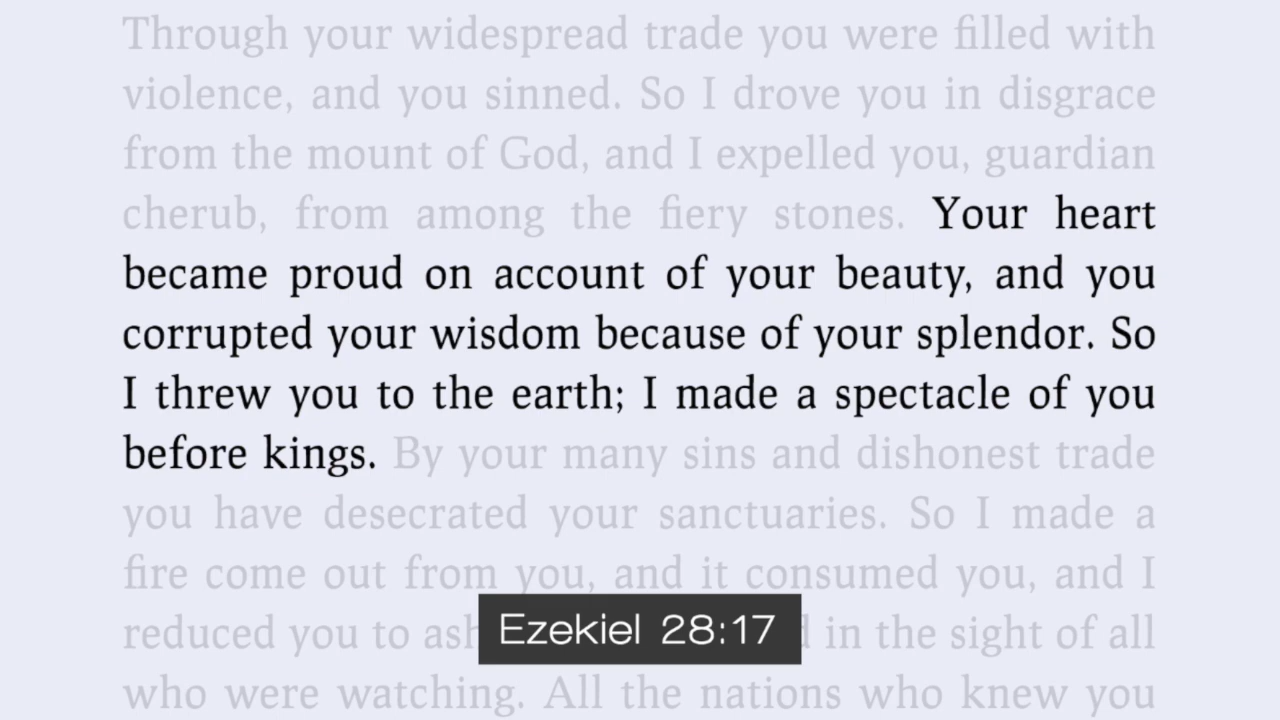 Through your widespread trade you were filled with
violence, and you sinned. So I drove you in disgrace
from the mount of God, and I expelled you, guardian
cherub, from among the fiery stones. Your heart
became proud on account of your beauty, and you
corrupted your wisdom because of your splendor. So
I threw you to the earth; I made a spectacle of you
before kings. By your many sins and dishonest trade
you have desecrated your sanctuaries. So I made a
fire come out from you, and it consumed you, and I
reduced you to in the sight of all
Ezekiel 28:17
who were watching. All the nations who knew you